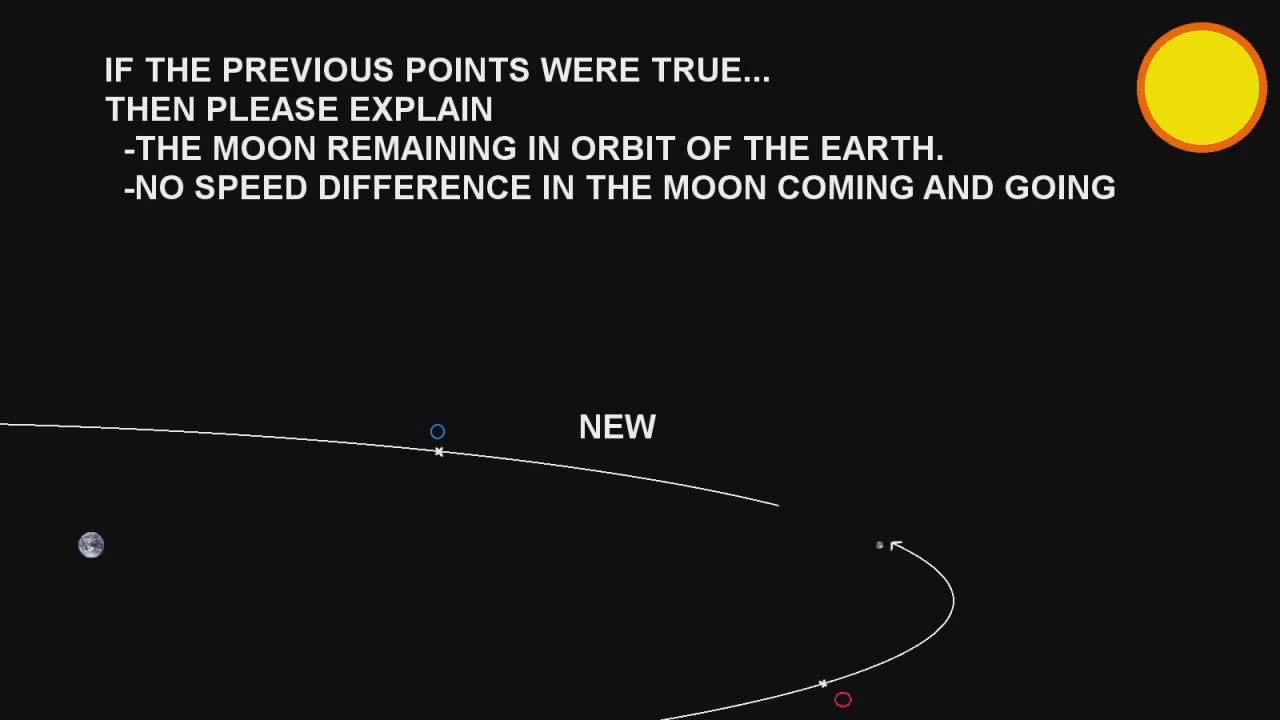 IF THE PREVIOUS POINTS WERE TRUE...
THEN PLEASE EXPLAIN
-THE MOON REMAINING IN ORBIT OF THE EARTH.
-NO SPEED DIFFERENCE IN THE MOON COMING AND GOING
NEW